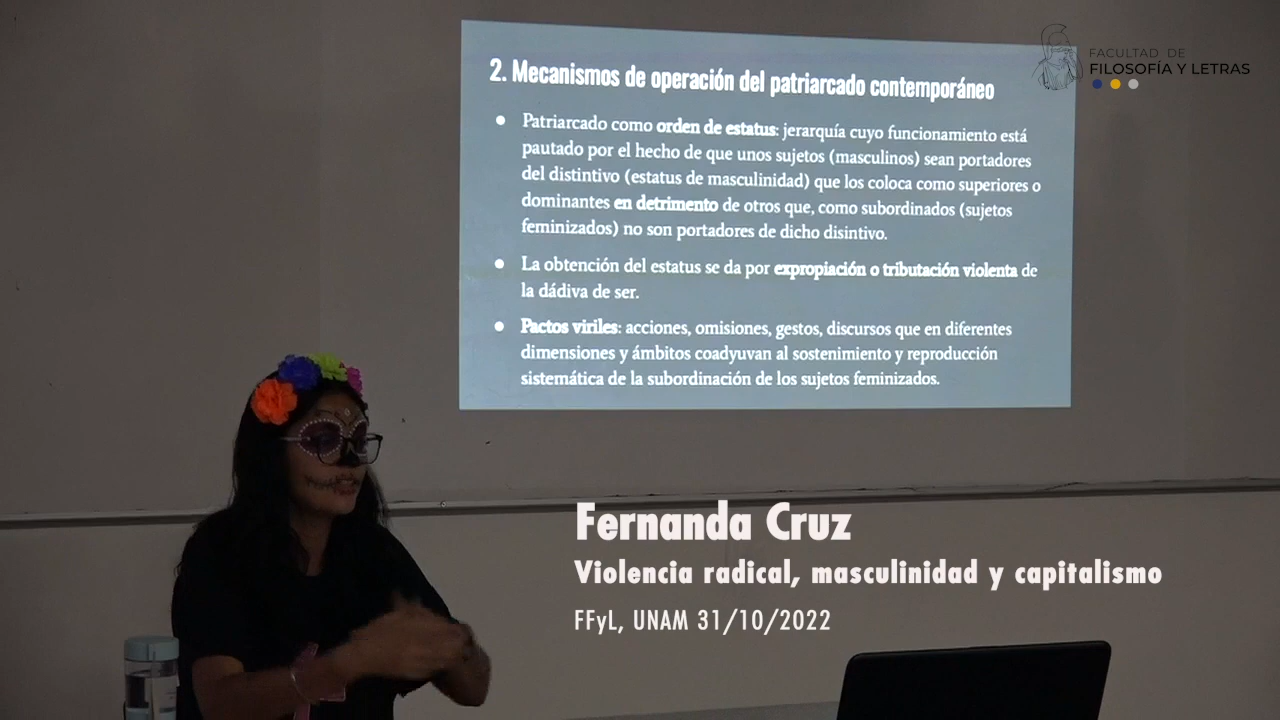 FACULTAD DE
FILOSOFÍA Y LETRAS
2. Mecanismos de operación del patriarcado contemporáneo
● Patriarcado como orden de estatus: jerarquía cuyo funcionamiento está
pautado por el hecho de que unos sujetos (masculinos) sean portadores
del distintivo (estatus de masculinidad) que los coloca como superiores o
dominantes en detrimento de otros que, como subordinados (sujetos
feminizados) no son portadores de dicho disintivo.
● La obtención del estatus se da por expropiación o tributación violenta de
la dádiva de ser.
● Pactos viriles: acciones, omisiones, gestos, discursos que en diferentes
dimensiones y ámbitos coadyuvan al sostenimiento y reproducción
sistemática de la subordinación de los sujetos feminizados.
Fernanda Cruz
Violencia radical, masculinidad y capitalismo
FFyL, UNAM 31/10/2022